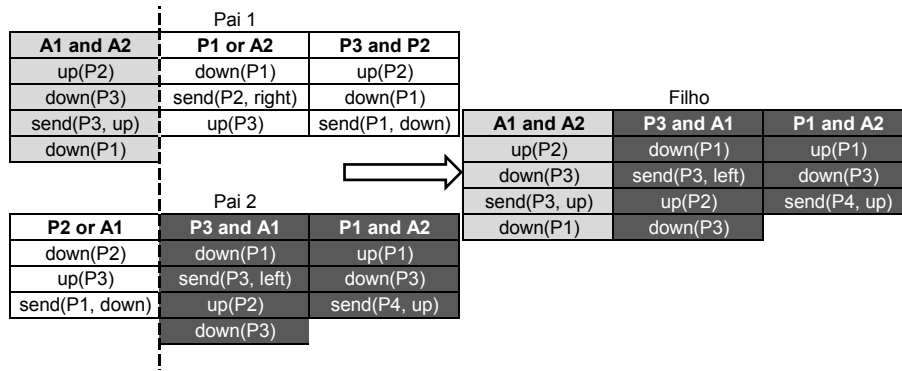 Pai 1
A1 and A2 P1 or A2 P3 and P2
up(P2) down(P1) up(P2)
down(P3) send(P2, right) down(P1)
send(P3, up) up(P3) send(P1, down)
down(P1)
Pai 2
P2 or A1 P3 and A1 P1 and A2
down(P2) down(P1) up(P1)
up(P3) send(P3, left) down(P3)
send(P1, down) up(P2) send(P4, up)
down(P3)
Filho
A1 and A2 P3 and A1 P1 and A2
up(P2) down(P1) up(P1)
down(P3) send(P3, left) down(P3)
send(P3, up) up(P2) send(P4, up)
down(P1) down(P3)